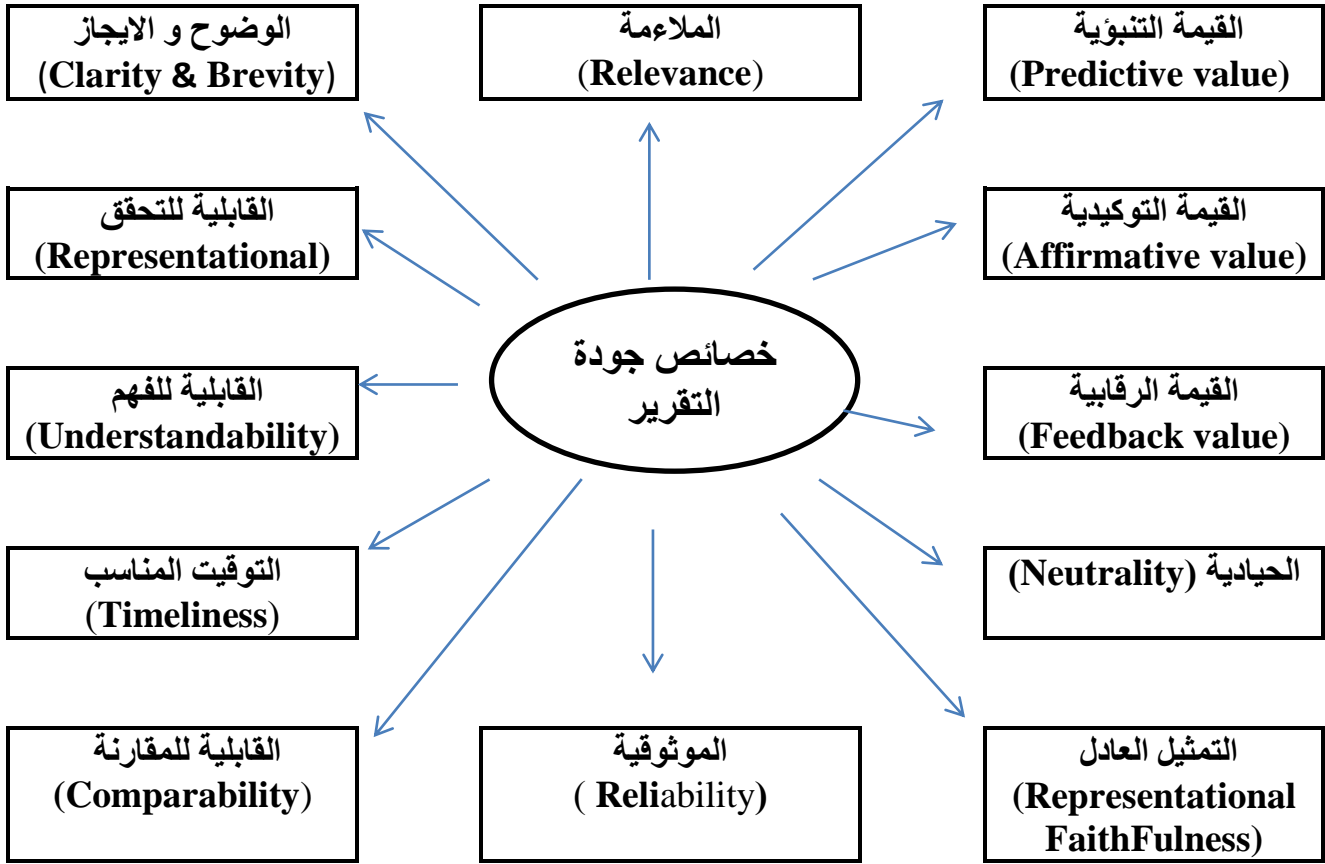 القيمة التنبؤية
(Predictive value)
الملاءمة
(Relevance)
الوضوح و الايجاز
(Clarity & Brevity)
القيمة التوكيدية
(Affirmative value)
القابلية للتحقق
(Representational)
خصائص جودة
التقرير
القيمة الرقابية
(Feedback value)
القابلية للفهم
(Understandability)
الحيادية (Neutrality)
التوقيت المناسب
(Timeliness)
التمثيل العادل
(Representational
FaithFulness)
الموثوقية
( Reliability)
القابلية للمقارنة
(Comparability)